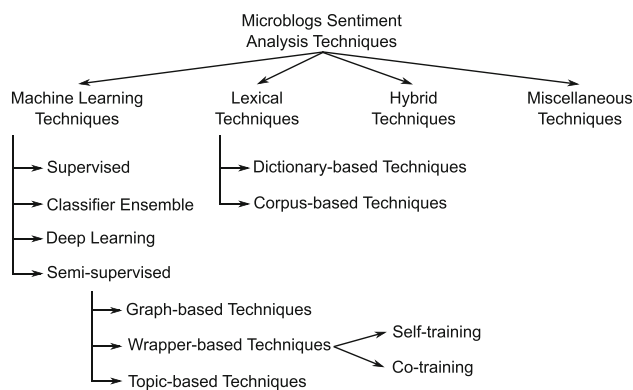 Microblogs Sentiment
Analysis Techniques
Machine Learning
Techniques
Lexical
Techniques
Hybrid
Techniques
Miscellaneous
Techniques
Supervised
Classifier Ensemble
Deep Learning
Semi-supervised
Dictionary-based Techniques
Corpus-based Techniques
Graph-based Techniques
Wrapper-based Techniques
Topic-based Techniques
Self-training
Co-training